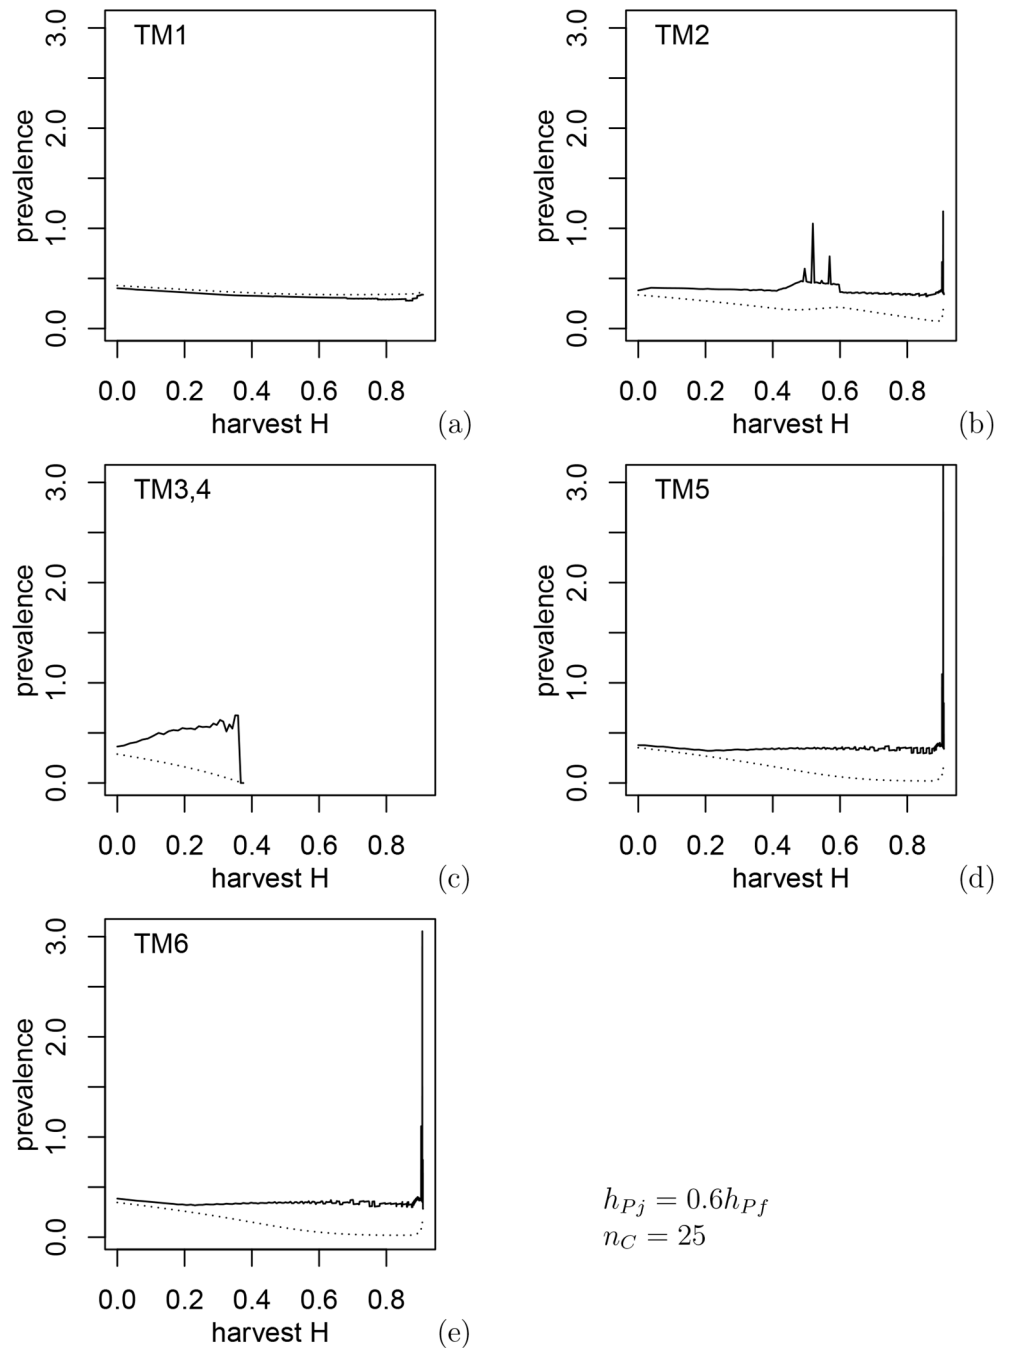 TM1
prevalence
0.0 1.0 2.0 3.0
0.0 0.2 0.4 0.6 0.8
harvest H
(a)
TM2
prevalence
0.0 1.0 2.0 3.0
0.0 0.2 0.4 0.6 0.8
harvest H
(b)
TM3,4
prevalence
0.0 1.0 2.0 3.0
0.0 0.2 0.4 0.6 0.8
harvest H
(c)
TM5
prevalence
0.0 1.0 2.0 3.0
0.0 0.2 0.4 0.6 0.8
harvest H
(d)
TM6
prevalence
0.0 1.0 2.0 3.0
0.0 0.2 0.4 0.6 0.8
harvest H
(e)
$h_{Pj} = 0.6h_{Pf}$
$n_C = 25$